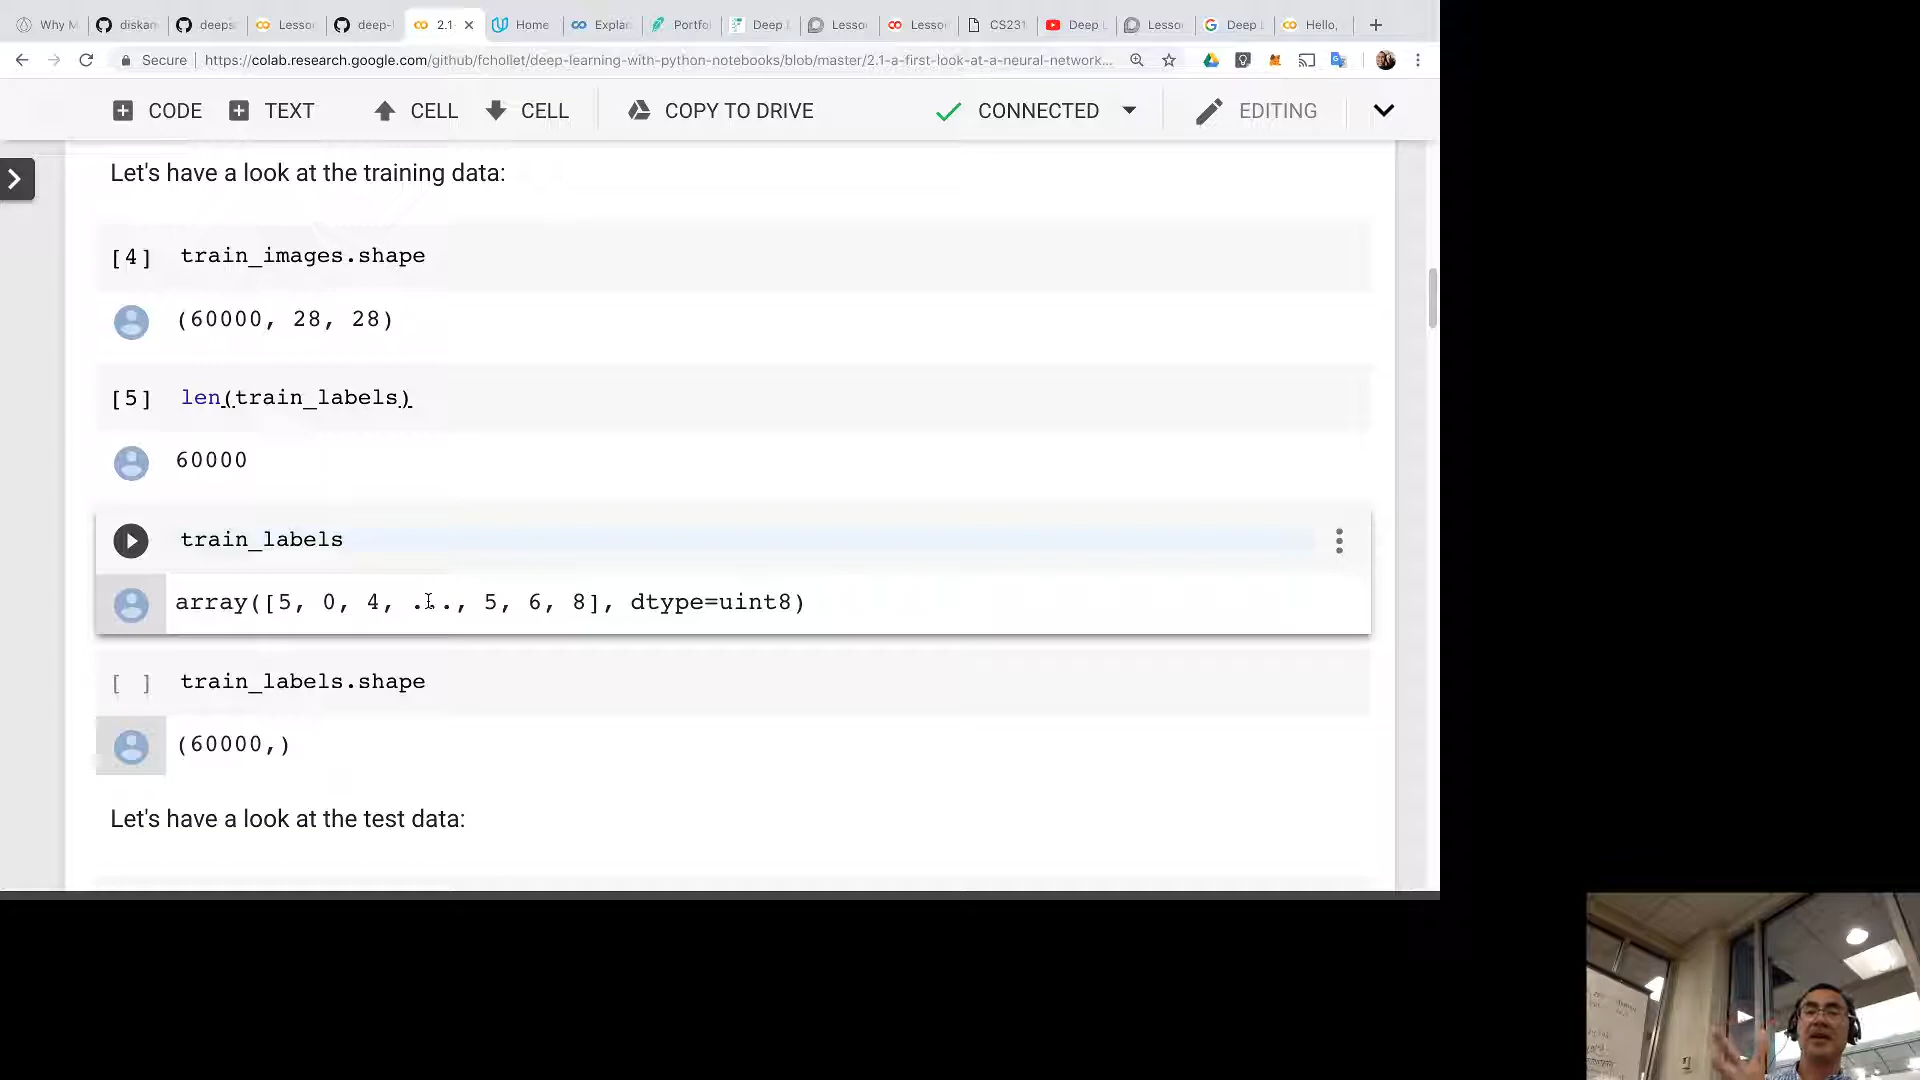 Why M
diskan
deeps
Lesso
deep-
2.1-
Home
Expla
Portfo
Deep L
Lesso
Lesso
CS231
Deep L
Lesso
Deep L
Hello,
Secure https://colab.research.google.com/github/fchollet/deep-learning-with-python-notebooks/blob/master/2.1-a-first-look-at-a-neural-network...
CODE TEXT CELL CELL COPY TO DRIVE CONNECTED EDITING
Let's have a look at the training data:
[4] train_images.shape
(60000, 28, 28)
[5] len(train_labels)
60000
train_labels
array([5, 0, 4, ..., 5, 6, 8], dtype=uint8)
[ ] train_labels.shape
(60000,)
Let's have a look at the test data: